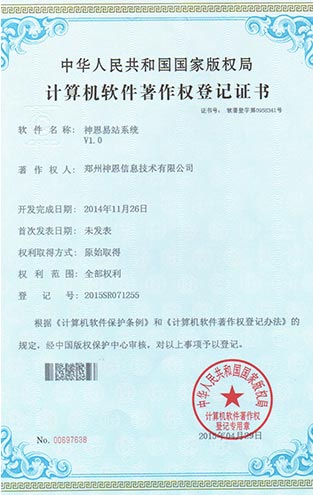 中华人民共和国国家版权局
计算机软件著作权登记证书
证书号： 软著登字第0958341号
软件名称： 神恩易站系统
V1.0
著作权人： 郑州神恩信息技术有限公司
开发完成日期： 2014年11月26日
首次发表日期： 未发表
权利取得方式： 原始取得
权利范围： 全部权利
登记号： 2015SR071255
根据《计算机软件保护条例》和《计算机软件著作权登记办法》的
规定，经中国版权保护中心审核，对以上事项予以登记。
中华人民共和国国家版权局
计算机软件著作权
登记专用章
No. 00697638
2015年04月29日